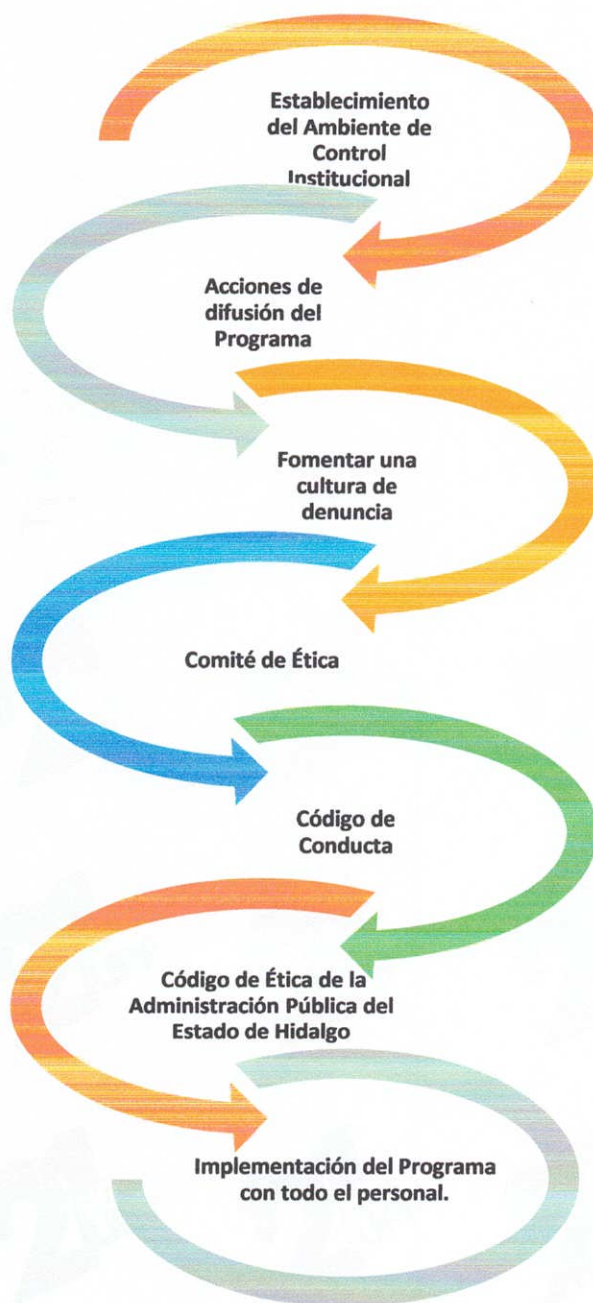 Establecimiento
del Ambiente de
Control
Institucional
Acciones de
difusión del
Programa
Fomentar una
cultura de
denuncia
Comité de Ética
Código de
Conducta
Código de Ética de la
Administración Pública del
Estado de Hidalgo
Implementación del Programa
con todo el personal.